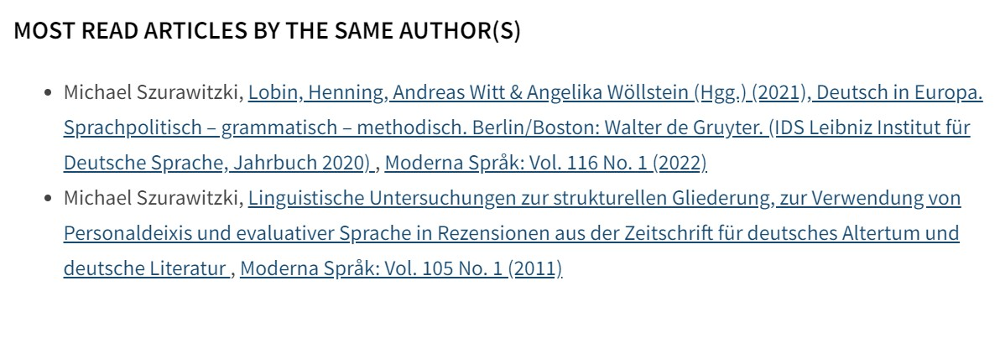 MOST READ ARTICLES BY THE SAME AUTHOR(S)
• Michael Szurawitzki, Lobin, Henning, Andreas Witt & Angelika Wöllstein (Hgg.) (2021), Deutsch in Europa.
Sprachpolitisch – grammatisch – methodisch. Berlin/Boston: Walter de Gruyter. (IDS Leibniz Institut für
Deutsche Sprache, Jahrbuch 2020) , Moderna Språk: Vol. 116 No. 1 (2022)
• Michael Szurawitzki, Linguistische Untersuchungen zur strukturellen Gliederung, zur Verwendung von
Personaldeixis und evaluativer Sprache in Rezensionen aus der Zeitschrift für deutsches Altertum und
deutsche Literatur , Moderna Språk: Vol. 105 No. 1 (2011)